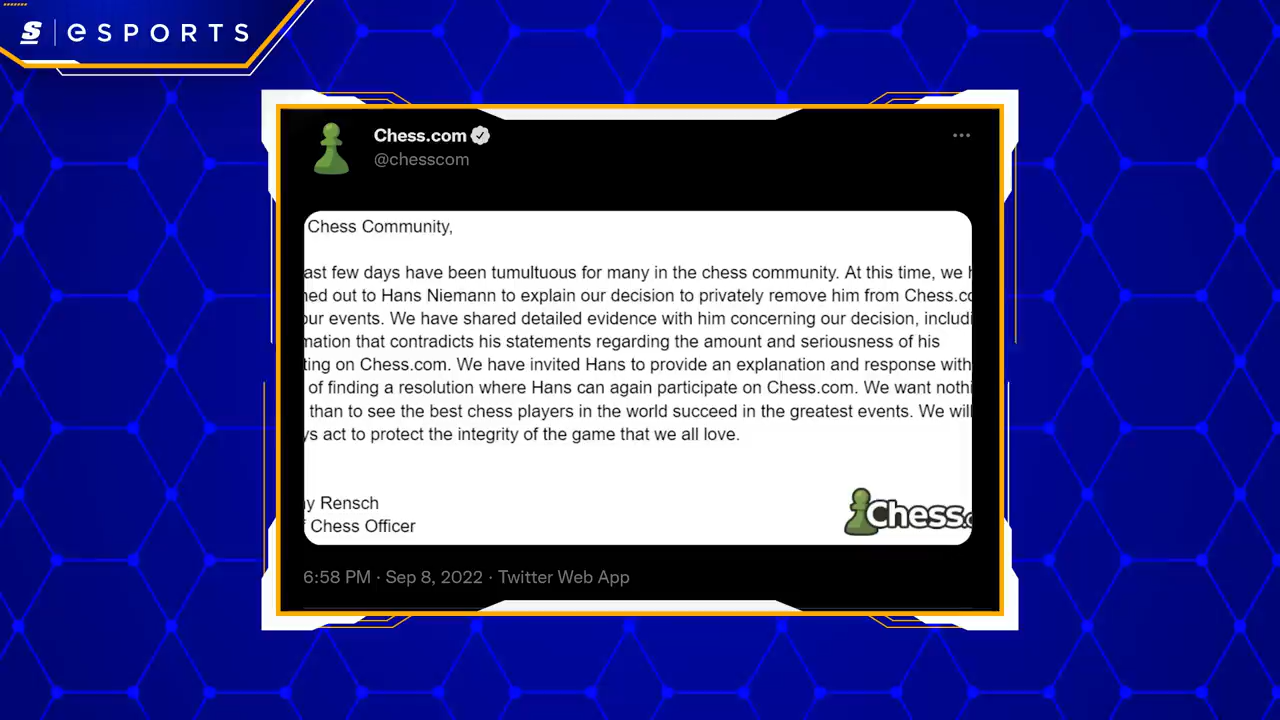 S | eSPORTS
Chess.com
@chesscom
Chess Community,
ast few days have been tumultuous for many in the chess community. At this time, we h
ned out to Hans Niemann to explain our decision to privately remove him from Chess.co
our events. We have shared detailed evidence with him concerning our decision, includi
mation that contradicts his statements regarding the amount and seriousness of his
ting on Chess.com. We have invited Hans to provide an explanation and response with
of finding a resolution where Hans can again participate on Chess.com. We want nothi
than to see the best chess players in the world succeed in the greatest events. We will
ys act to protect the integrity of the game that we all love.
y Rensch
f Chess Officer
Chess.c
6:58 PM · Sep 8, 2022 · Twitter Web App